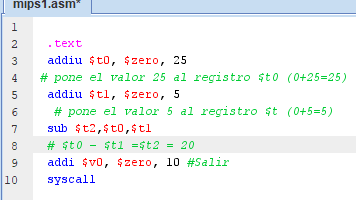 mips1.asm*
1
2 .text
3 addiu $t0, $zero, 25
4 # pone el valor 25 al registro $t0 (0+25=25)
5 addiu $t1, $zero, 5
6 # pone el valor 5 al registro $t (0+5=5)
7 sub $t2,$t0,$t1
8 # $t0 - $t1 =$t2 = 20
9 addi $v0, $zero, 10 #Salir
10 syscall